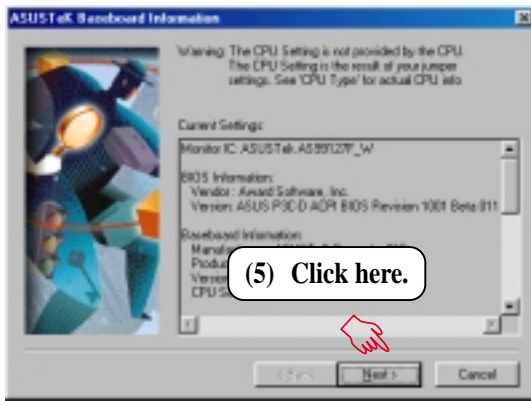 ASUSTeK Baseboard Information
Warning: The CPU Setting is not provided by the CPU.
The CPU Setting is the result of your jumper
settings. See 'CPU Type' for actual CPU info
Current Settings:
Monitor IC: ASUSTek AS99127F_W
BIOS Information:
Vendor: Award Software, Inc.
Version: ASUS P3C-D ACPI BIOS Revision 1001 Beta 011
Baseboard Information
(5) Click here.
CPU
< Back
Next >
Cancel